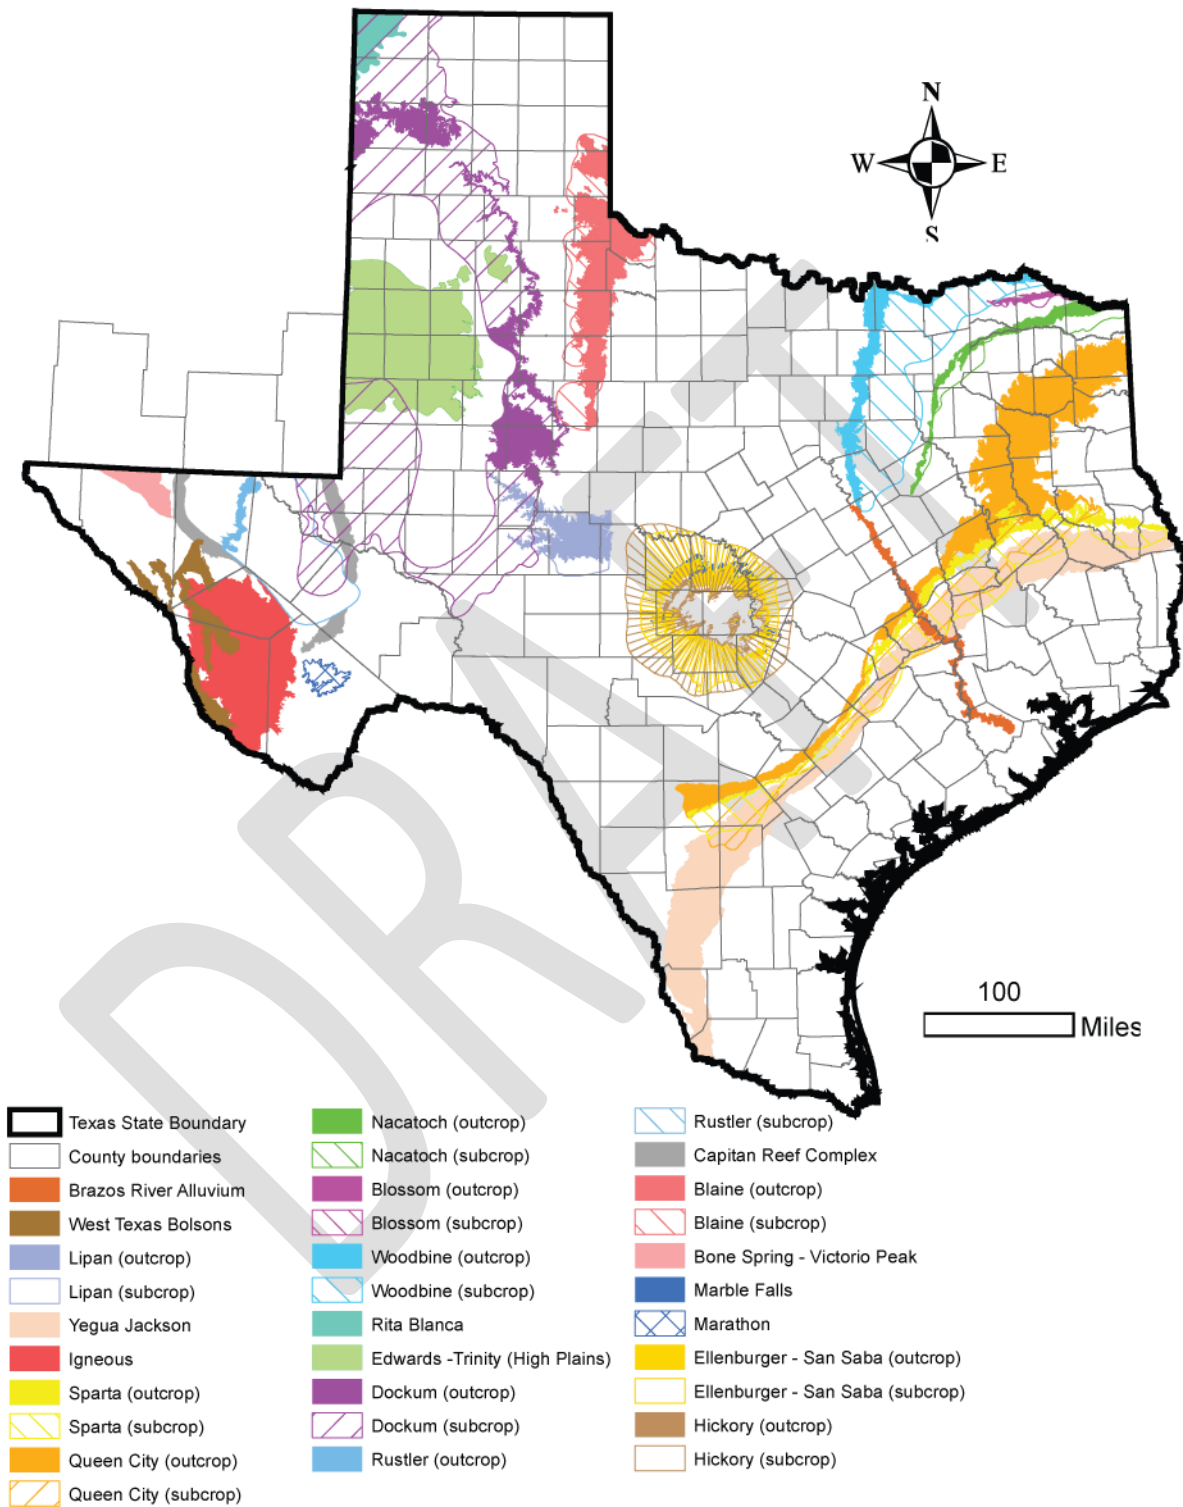 N
W E
S
DRAFT
100
Miles
Texas State Boundary
County boundaries
Brazos River Alluvium
West Texas Bolsons
Lipan (outcrop)
Lipan (subcrop)
Yegua Jackson
Igneous
Sparta (outcrop)
Sparta (subcrop)
Queen City (outcrop)
Queen City (subcrop)
Nacatoch (outcrop)
Nacatoch (subcrop)
Blossom (outcrop)
Blossom (subcrop)
Woodbine (outcrop)
Woodbine (subcrop)
Rita Blanca
Edwards -Trinity (High Plains)
Dockum (outcrop)
Dockum (subcrop)
Rustler (outcrop)
Rustler (subcrop)
Capitan Reef Complex
Blaine (outcrop)
Blaine (subcrop)
Bone Spring - Victorio Peak
Marble Falls
Marathon
Ellenburger - San Saba (outcrop)
Ellenburger - San Saba (subcrop)
Hickory (outcrop)
Hickory (subcrop)